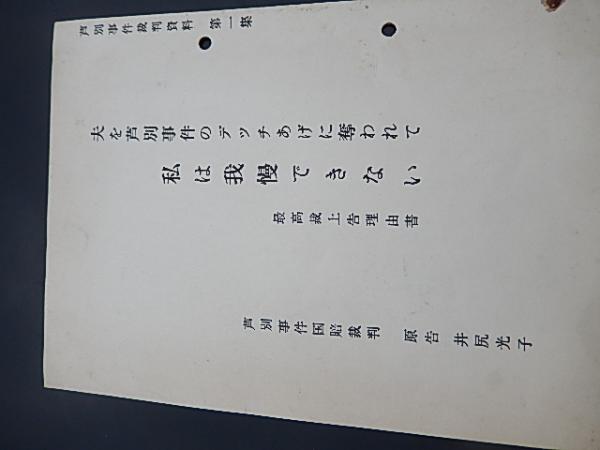 芦別事件裁判資料 第一集
夫を芦別事件のデッチあげに奪われて
私は我慢できない
最高裁上告理由書
芦別事件国賠裁判 原告 井尻光子